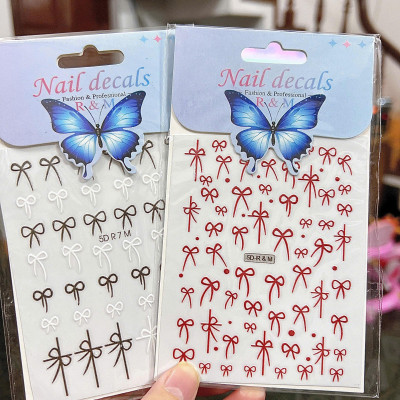 Nail decals
Fashion & Professional
R & M
5D R 7 M
Nail decals
Fashion & Professional
R & M
5D-R & M